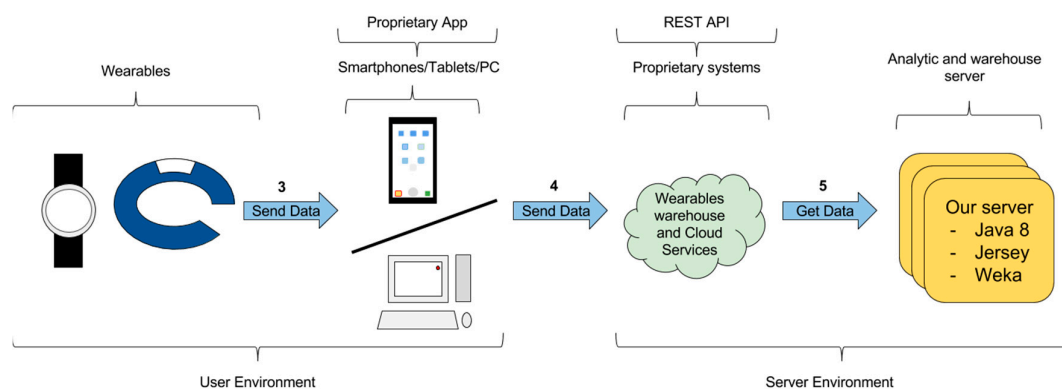 Proprietary App
REST API
Wearables
Smartphones/Tablets/PC
Proprietary systems
Analytic and warehouse
server
3
Send Data
4
Send Data
Wearables
warehouse
and Cloud
Services
5
Get Data
Our server
- Java 8
- Jersey
- Weka
User Environment
Server Environment